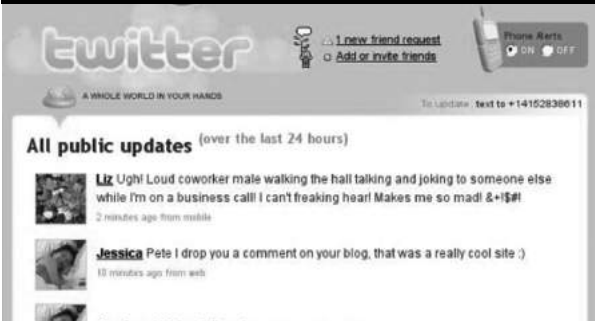 twitter
1 new friend request
Add or invite friends
Phone Alerts
ON OFF
A WHOLE WORLD IN YOUR HANDS
To update, text to +14152838611
All public updates (over the last 24 hours)
Liz Ugh! Loud coworker male walking the hall talking and joking to someone else
while I'm on a business call! I can't freaking hear! Makes me so mad! &+!$#!
2 minutes ago from mobile
Jessica Pete I drop you a comment on your blog, that was a really cool site :)
10 minutes ago from web